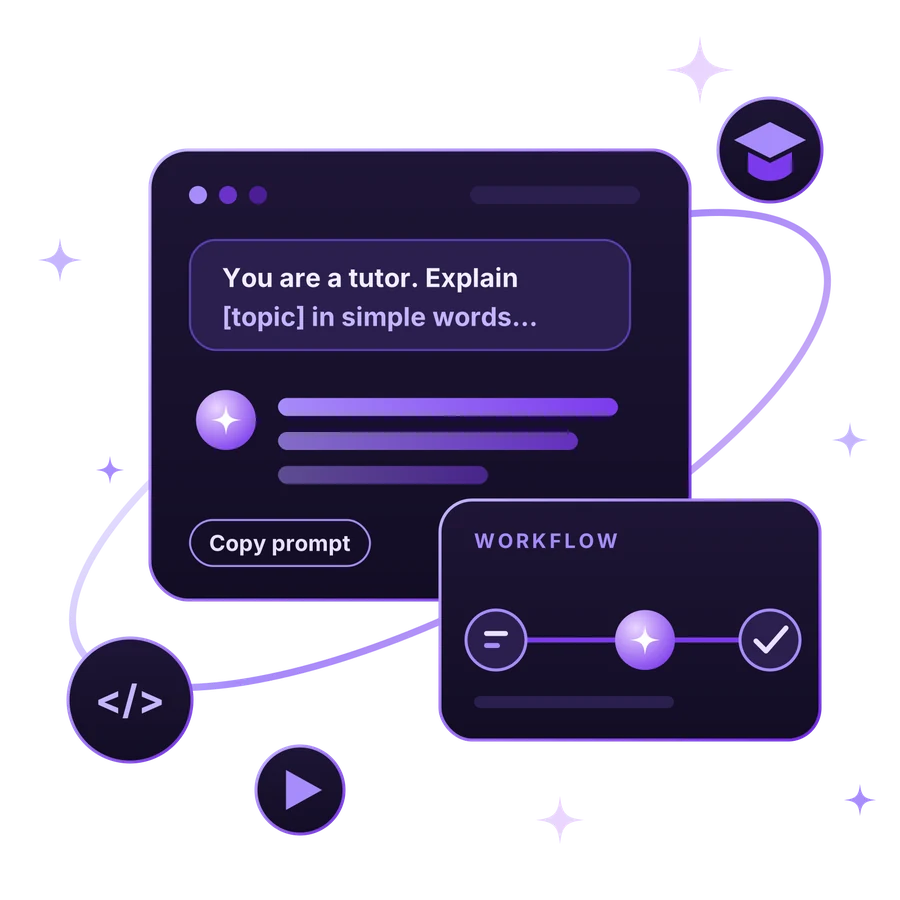 You are a tutor. Explain
[topic] in simple words...
Copy prompt
WORKFLOW
</>